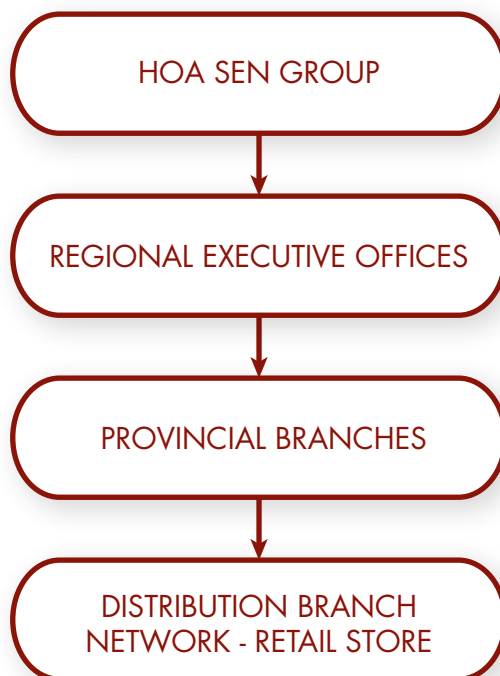 HOA SEN GROUP
REGIONAL EXECUTIVE OFFICES
PROVINCIAL BRANCHES
DISTRIBUTION BRANCH
NETWORK - RETAIL STORE